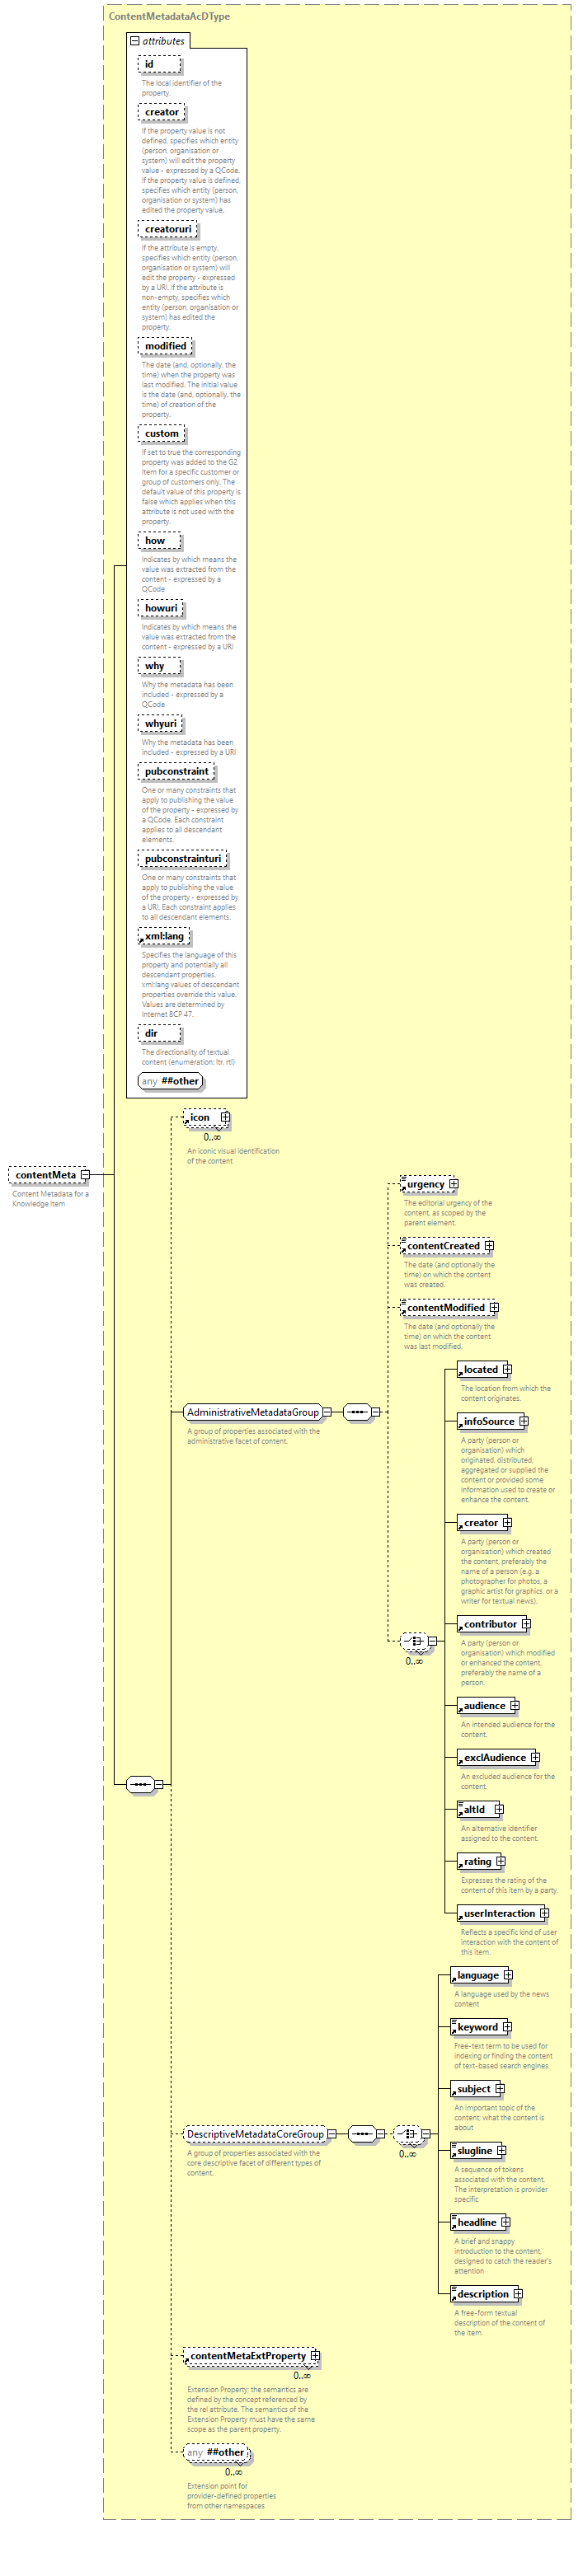 ContentMetadataAcDType
attributes
id
The local identifier of the
property.
creator
If the property value is not
defined, specifies which entity
(person, organisation or
system) will edit the property
value - expressed by a QCode.
If the property value is defined,
specifies which entity (person,
organisation or system) has
edited the property value.
creatoruri
If the attribute is empty,
specifies which entity (person,
organisation or system) will
edit the property - expressed
by a URI. If the attribute is
non-empty, specifies which
entity (person, organisation or
system) has edited the
property.
modified
The date (and, optionally, the
time) when the property was
last modified. The initial value
is the date (and, optionally, the
time) of creation of the
property.
custom
If set to true the corresponding
property was added to the G2
Item for a specific customer or
group of customers only. The
default value of this property is
false which applies when this
attribute is not used with the
property.
how
Indicates by which means the
value was extracted from the
content - expressed by a
QCode
howuri
Indicates by which means the
value was extracted from the
content - expressed by a URI
why
Why the metadata has been
included - expressed by a
QCode
whyuri
Why the metadata has been
included - expressed by a URI
pubconstraint
One or many constraints that
apply to publishing the value
of the property - expressed by
a QCode. Each constraint
applies to all descendant
elements.
pubconstrainturi
One or many constraints that
apply to publishing the value
of the property - expressed by
a URI. Each constraint applies
to all descendant elements.
xml:lang
Specifies the language of this
property and potentially all
descendant properties.
xml:lang values of descendant
properties override this value.
Values are determined by
Internet BCP 47.
dir
The directionality of textual
content (enumeration: ltr, rtl)
any ##other
contentMeta
Content Metadata for a
Knowledge Item
icon
0..∞
An iconic visual identification
of the content
AdministrativeMetadataGroup
A group of properties associated with the
administrative facet of content.
urgency
The editorial urgency of the
content, as scoped by the
parent element.
contentCreated
The date (and optionally the
time) on which the content
was created.
contentModified
The date (and optionally the
time) on which the content
was last modified.
0..∞
located
The location from which the
content originates.
infoSource
A party (person or
organisation) which
originated, distributed,
aggregated or supplied the
content or provided some
information used to create or
enhance the content.
creator
A party (person or
organisation) which created
the content, preferably the
name of a person (e.g. a
photographer for photos, a
graphic artist for graphics, or a
writer for textual news).
contributor
A party (person or
organisation) which modified
or enhanced the content,
preferably the name of a
person.
audience
An intended audience for the
content.
exclAudience
An excluded audience for the
content.
altId
An alternative identifier
assigned to the content.
rating
Expresses the rating of the
content of this item by a party.
userInteraction
Reflects a specific kind of user
interaction with the content of
this item.
DescriptiveMetadataCoreGroup
A group of properties associated with the
core descriptive facet of different types of
content.
0..∞
language
A language used by the news
content
keyword
Free-text term to be used for
indexing or finding the content
of text-based search engines
subject
An important topic of the
content; what the content is
about
slugline
A sequence of tokens
associated with the content.
The interpretation is provider
specific
headline
A brief and snappy
introduction to the content,
designed to catch the reader's
attention
description
A free-form textual
description of the content of
the item
contentMetaExtProperty
0..∞
Extension Property: the semantics are
defined by the concept referenced by
the rel attribute. The semantics of the
Extension Property must have the same
scope as the parent property.
any ##other
0..∞
Extension point for
provider-defined properties
from other namespaces